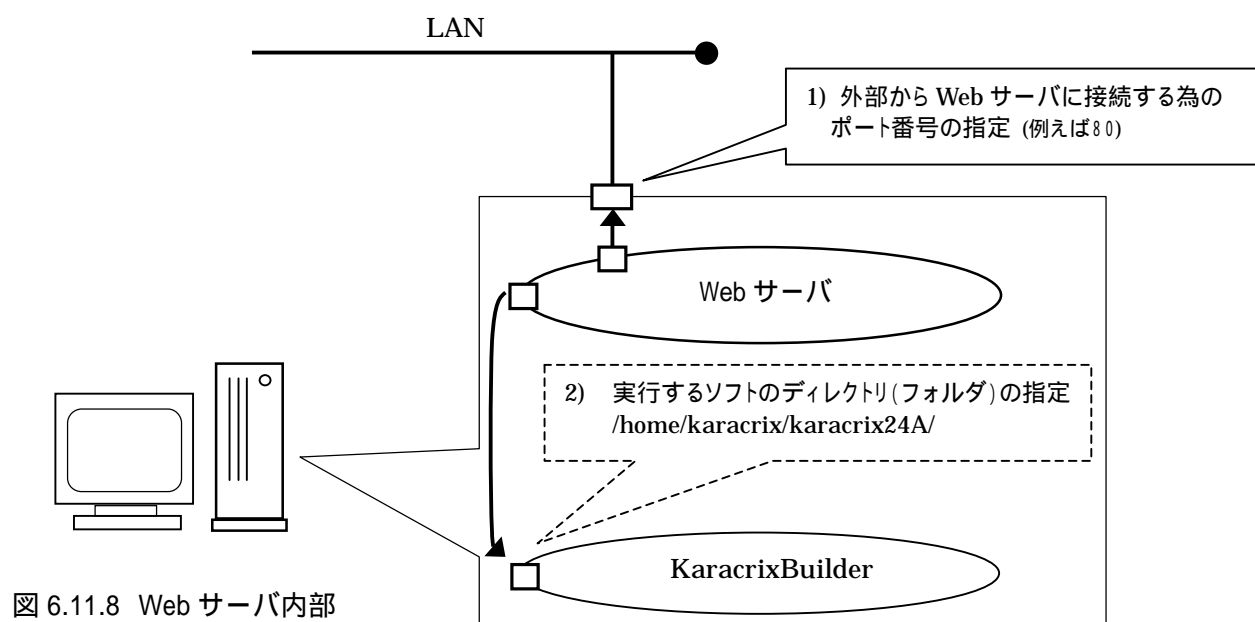 LAN
1) 外部から Web サーバに接続する為の
ポート番号の指定 (例えば80)
Web サーバ
2) 実行するソフトのディレクトリ(フォルダ)の指定
/home/karacrix/karacrix24A/
KaracrixBuilder
図 6.11.8 Web サーバ内部